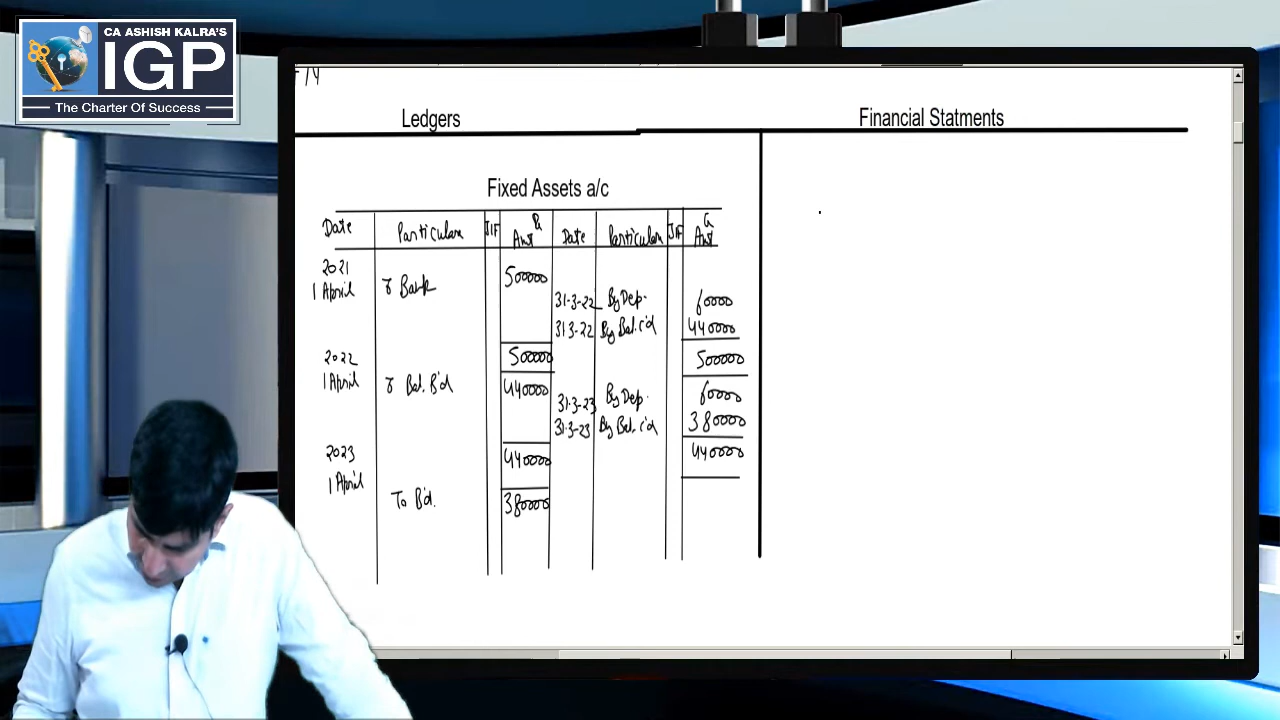 CA ASHISH KALRA'S
IGP
The Charter Of Success
Ledgers
Financial Statments
Fixed Assets a/c
Date Particular J/F Dr Amt Date Particular J/F Cr Amt
2021
1 April To Bank 500000
31-3-22 By Dep. 60000
31-3-22 By Bal. c/d 440000
500000 500000
2022
1 April To Bal. B/d 440000
31-3-23 By Dep. 60000
31-3-23 By Bal. c/d 380000
2023 440000 440000
1 April
To B/d. 380000